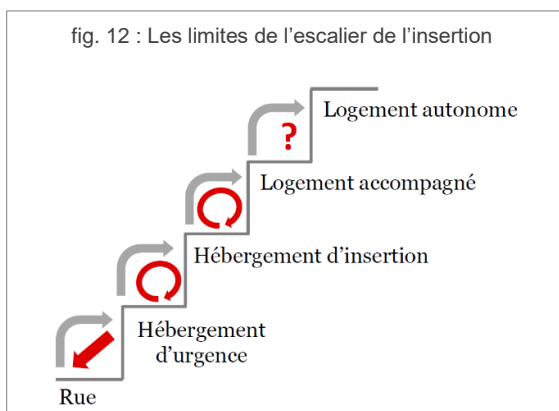 fig. 12 : Les limites de l’escalier de l’insertion
Logement autonome
?
Logement accompagné
Hébergement d’insertion
Hébergement
d’urgence
Rue